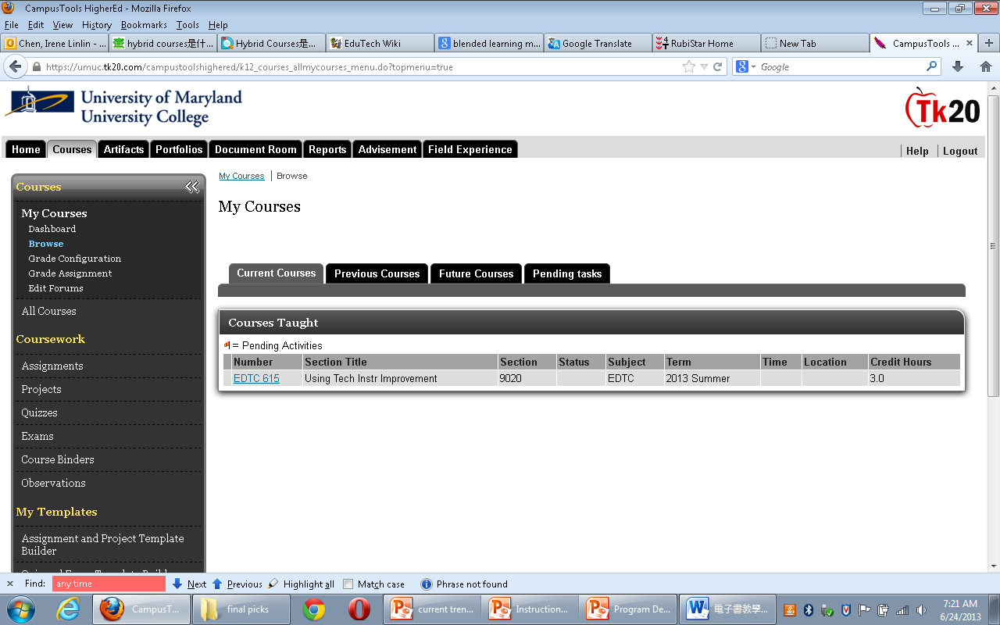 CampusTools HigherEd - Mozilla Firefox
File Edit View History Bookmarks Tools Help
Chen, Irene Linlin - ... hybrid courses是什... Hybrid Courses是... EduTech Wiki blended learning m... Google Translate RubiStar Home New Tab CampusTools ...
https://umuc.tk20.com/campustoolshighered/k12_courses_allmycourses_menu.do?topmenu=true Google
University of Maryland
University College
Tk20
Home Courses Artifacts Portfolios Document Room Reports Advisement Field Experience Help Logout
My Courses Browse
My Courses
Courses
My Courses
Dashboard
Browse
Grade Configuration
Grade Assignment
Edit Forums
All Courses
Coursework
Assignments
Projects
Quizzes
Exams
Course Binders
Observations
My Templates
Assignment and Project Template
Builder
Current Courses Previous Courses Future Courses Pending tasks
Courses Taught
= Pending Activities
Number Section Title Section Status Subject Term Time Location Credit Hours
EDTC 615 Using Tech Instr Improvement 9020 EDTC 2013 Summer 3.0
Find: any time Next Previous Highlight all Match case Phrase not found
CampusT... final picks current tren... Instruction... Program De... 電子書教學... 7:21 AM
6/24/2013